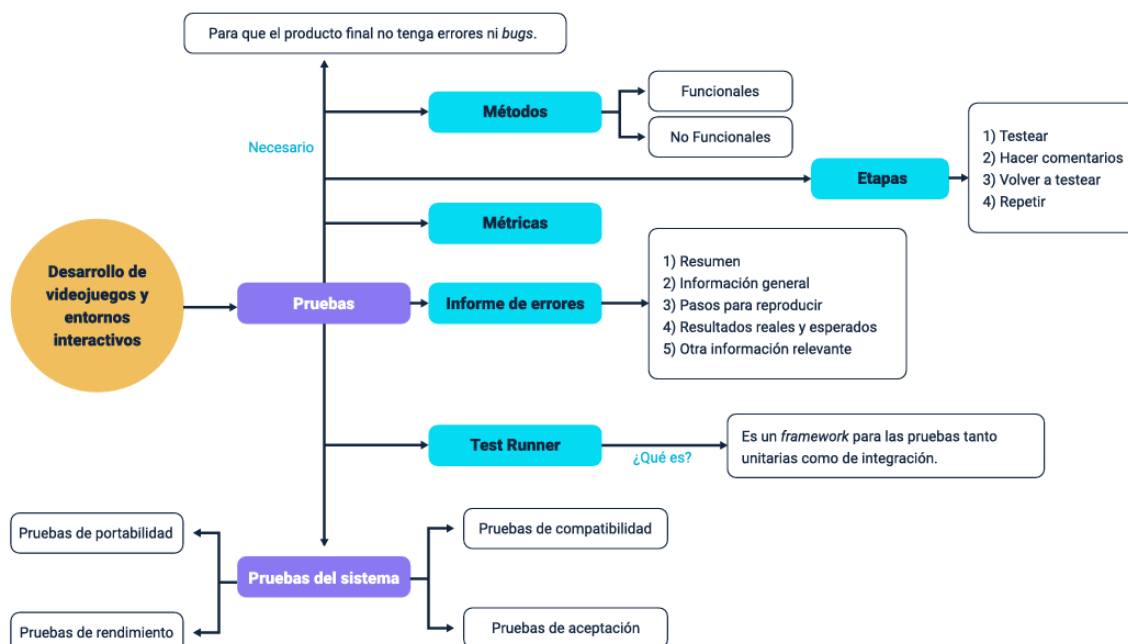 Para que el producto final no tenga errores ni bugs.
Necesario
Métodos
Funcionales
No Funcionales
Etapas
1) Testear
2) Hacer comentarios
3) Volver a testear
4) Repetir
Métricas
Desarrollo de
videojuegos y
entornos
interactivos
Pruebas
Informe de errores
1) Resumen
2) Información general
3) Pasos para reproducir
4) Resultados reales y esperados
5) Otra información relevante
Test Runner
¿Qué es?
Es un framework para las pruebas tanto
unitarias como de integración.
Pruebas de portabilidad
Pruebas de rendimiento
Pruebas del sistema
Pruebas de compatibilidad
Pruebas de aceptación